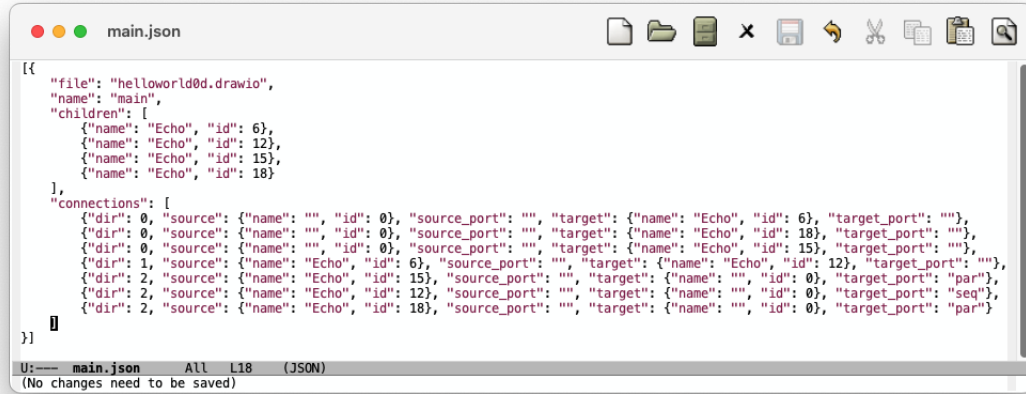 main.json
[{
    "file": "helloworld0d.drawio",
    "name": "main",
    "children": [
        {"name": "Echo", "id": 6},
        {"name": "Echo", "id": 12},
        {"name": "Echo", "id": 15},
        {"name": "Echo", "id": 18}
    ],
    "connections": [
        {"dir": 0, "source": {"name": "", "id": 0}, "source_port": "", "target": {"name": "Echo", "id": 6}, "target_port": ""},
        {"dir": 0, "source": {"name": "", "id": 0}, "source_port": "", "target": {"name": "Echo", "id": 18}, "target_port": ""},
        {"dir": 0, "source": {"name": "", "id": 0}, "source_port": "", "target": {"name": "Echo", "id": 15}, "target_port": ""},
        {"dir": 1, "source": {"name": "Echo", "id": 6}, "source_port": "", "target": {"name": "Echo", "id": 12}, "target_port": ""},
        {"dir": 2, "source": {"name": "Echo", "id": 15}, "source_port": "", "target": {"name": "", "id": 0}, "target_port": "par"},
        {"dir": 2, "source": {"name": "Echo", "id": 12}, "source_port": "", "target": {"name": "", "id": 0}, "target_port": "seq"},
        {"dir": 2, "source": {"name": "Echo", "id": 18}, "source_port": "", "target": {"name": "", "id": 0}, "target_port": "par"}
    ]
}]
U:--- main.json All L18 (JSON)
(No changes need to be saved)